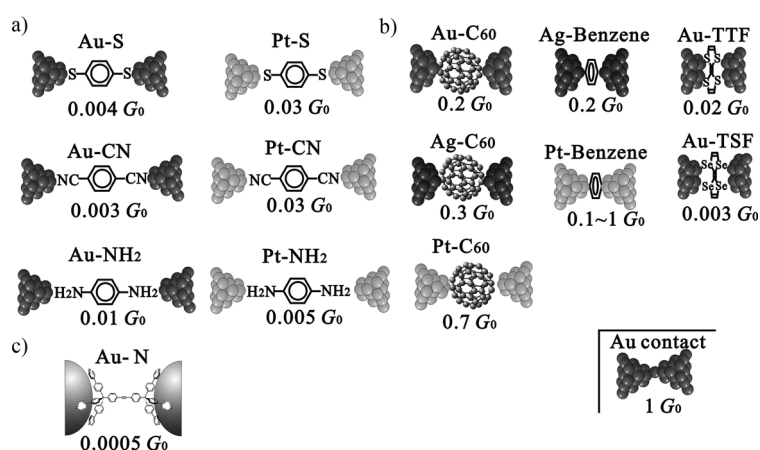 a)
Au-S
S
S
0.004 G0
Pt-S
S
S
0.03 G0
Au-CN
NC
CN
0.003 G0
Pt-CN
NC
CN
0.03 G0
Au-NH2
H2N
NH2
0.01 G0
Pt-NH2
H2N
NH2
0.005 G0
b)
Au-C60
0.2 G0
Ag-Benzene
0.2 G0
Au-TTF
S S
S S
0.02 G0
Ag-C60
0.3 G0
Pt-Benzene
0.1~1 G0
Au-TSF
Se Se
Se Se
0.003 G0
Pt-C60
0.7 G0
c)
Au- N
0.0005 G0
Au contact
1 G0